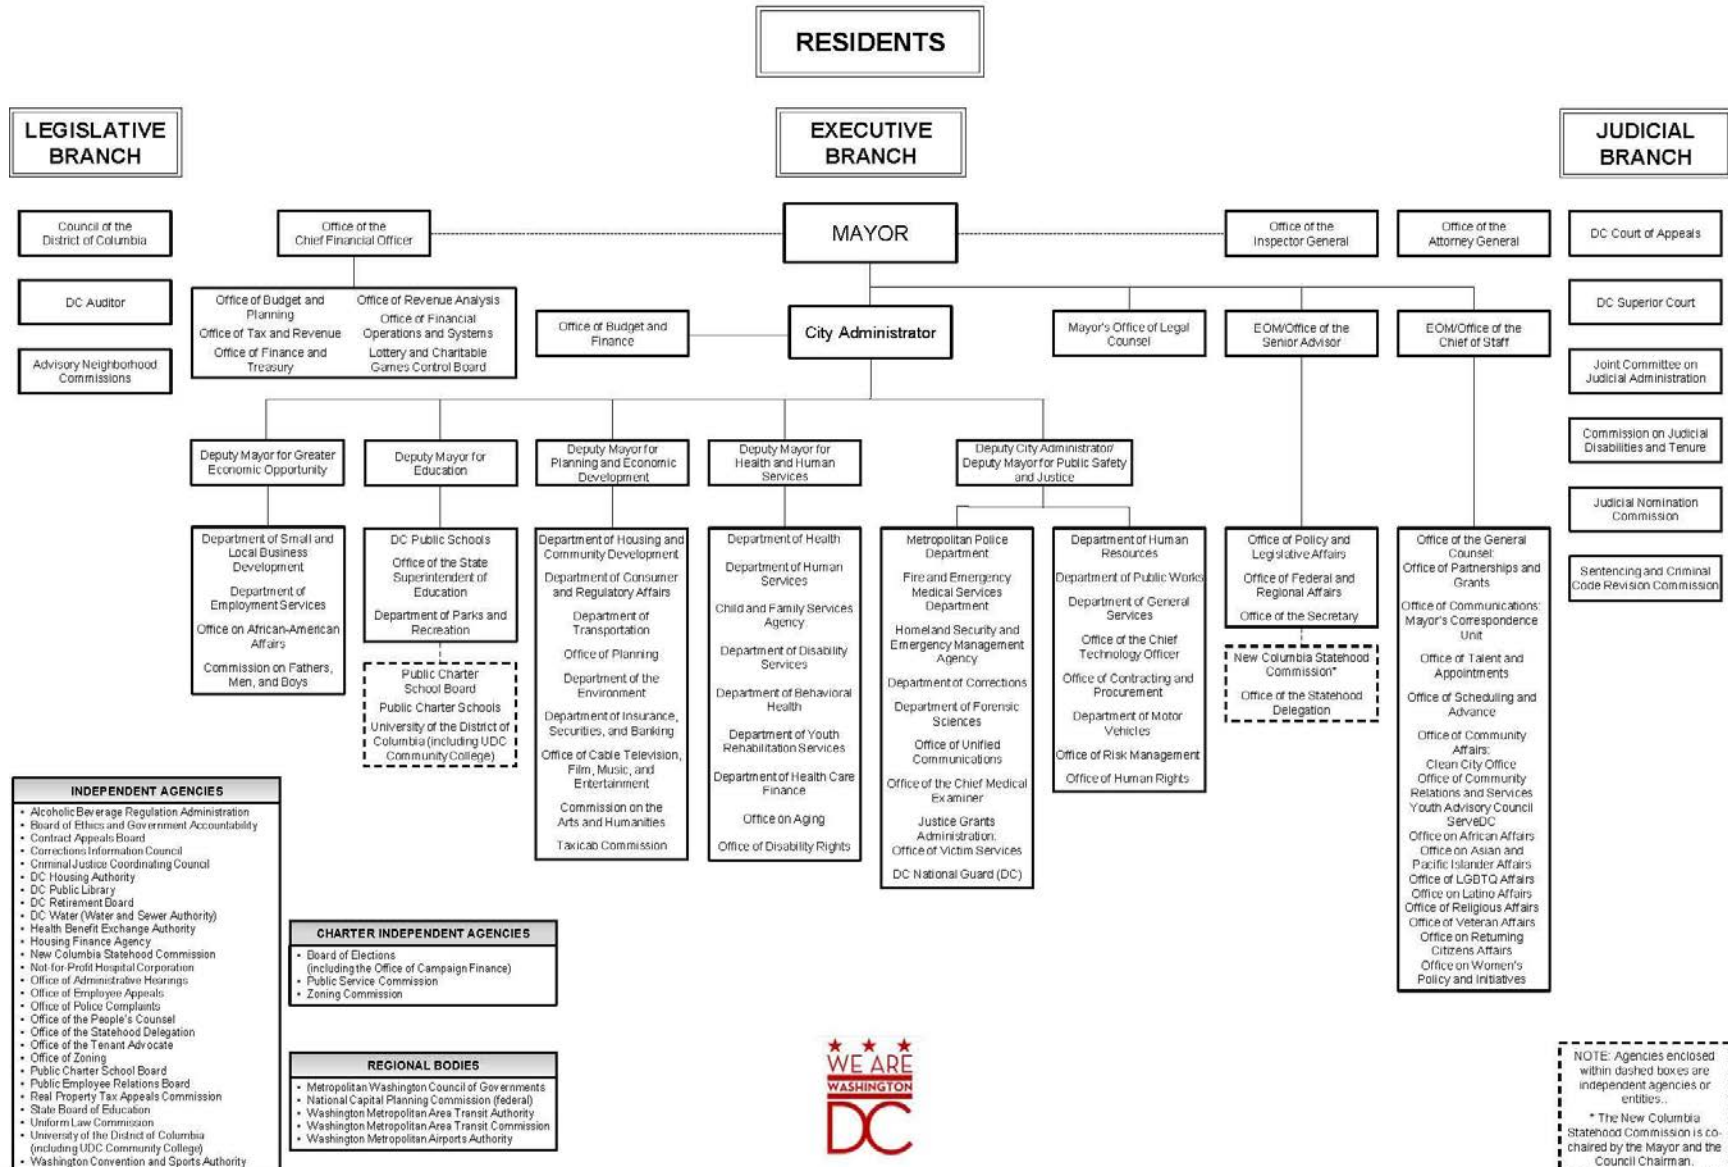 RESIDENTS
LEGISLATIVE
BRANCH
EXECUTIVE
BRANCH
JUDICIAL
BRANCH
Council of the
District of Columbia
DC Auditor
Advisory Neighborhood
Commissions
Office of the
Chief Financial Officer
MAYOR
Office of the
Inspector General
Office of the
Attorney General
Office of Budget and
Planning
Office of Tax and Revenue
Office of Finance and
Treasury
Office of Revenue Analysis
Office of Financial
Operations and Systems
Lottery and Charitable
Games Control Board
Office of Budget and
Finance
City Administrator
Mayor's Office of Legal
Counsel
EOM/Office of the
Senior Advisor
EOM/Office of the
Chief of Staff
DC Court of Appeals
DC Superior Court
Joint Committee on
Judicial Administration
Commission on Judicial
Disabilities and Tenure
Judicial Nomination
Commission
Sentencing and Criminal
Code Revision Commission
Deputy Mayor for Greater
Economic Opportunity
Deputy Mayor for
Education
Deputy Mayor for
Planning and Economic
Development
Deputy Mayor for
Health and Human
Services
Deputy City Administrator/
Deputy Mayor for Public Safety
and Justice
Department of Small and
Local Business
Development
Department of
Employment Services
Office on African-American
Affairs
Commission on Fathers,
Men, and Boys
DC Public Schools
Office of the State
Superintendent of
Education
Department of Parks and
Recreation
Public Charter
School Board
Public Charter Schools
University of the District of
Columbia (including UDC
Community College)
Department of Housing and
Community Development
Department of Consumer
and Regulatory Affairs
Department of
Transportation
Office of Planning
Department of the
Environment
Department of Insurance,
Securities, and Banking
Office of Cable Television,
Film, Music, and
Entertainment
Commission on the
Arts and Humanities
Taxicab Commission
Department of Health
Department of Human
Services
Child and Family Services
Agency
Department of Disability
Services
Department of Behavioral
Health
Department of Youth
Rehabilitation Services
Department of Health Care
Finance
Office on Aging
Office of Disability Rights
Metropolitan Police
Department
Fire and Emergency
Medical Services
Department
Homeland Security and
Emergency Management
Agency
Department of Corrections
Department of Forensic
Sciences
Office of Unified
Communications
Office of the Chief Medical
Examiner
Justice Grants
Administration:
Office of Victim Services
DC National Guard (DC)
Department of Human
Resources
Department of Public Works
Department of General
Services
Office of the Chief
Technology Officer
Office of Contracting and
Procurement
Department of Motor
Vehicles
Office of Risk Management
Office of Human Rights
Office of Policy and
Legislative Affairs
Office of Federal and
Regional Affairs
Office of the Secretary
New Columbia Statehood
Commission*
Office of the Statehood
Delegation
Office of the General
Counsel:
Office of Partnerships and
Grants
Office of Communications:
Mayor's Correspondence
Unit
Office of Talent and
Appointments
Office of Scheduling and
Advance
Office of Community
Affairs:
Clean City Office
Office of Community
Relations and Services
Youth Advisory Council
ServeDC
Office on African Affairs
Office on Asian and
Pacific Islander Affairs
Office of LGBTQ Affairs
Office on Latino Affairs
Office of Religious Affairs
Office of Veteran Affairs
Office on Returning
Citizens Affairs
Office on Women's
Policy and Initiatives
INDEPENDENT AGENCIES
• Alcoholic Beverage Regulation Administration
• Board of Ethics and Government Accountability
• Contract Appeals Board
• Corrections Information Council
• Criminal Justice Coordinating Council
• DC Housing Authority
• DC Public Library
• DC Retirement Board
• DC Water (Water and Sewer Authority)
• Health Benefit Exchange Authority
• Housing Finance Agency
• New Columbia Statehood Commission
• Not-for-Profit Hospital Corporation
• Office of Administrative Hearings
• Office of Employee Appeals
• Office of Police Complaints
• Office of the People's Counsel
• Office of the Statehood Delegation
• Office of the Tenant Advocate
• Office of Zoning
• Public Charter School Board
• Public Employee Relations Board
• Real Property Tax Appeals Commission
• State Board of Education
• Uniform Law Commission
• University of the District of Columbia
(including UDC Community College)
• Washington Convention and Sports Authority
CHARTER INDEPENDENT AGENCIES
• Board of Elections
(including the Office of Campaign Finance)
• Public Service Commission
• Zoning Commission
REGIONAL BODIES
• Metropolitan Washington Council of Governments
• National Capital Planning Commission (federal)
• Washington Metropolitan Area Transit Authority
• Washington Metropolitan Area Transit Commission
• Washington Metropolitan Airports Authority
WE ARE
WASHINGTON
DC
NOTE: Agencies enclosed
within dashed boxes are
independent agencies or
entities..
* The New Columbia
Statehood Commission is co-
chaired by the Mayor and the
Council Chairman.